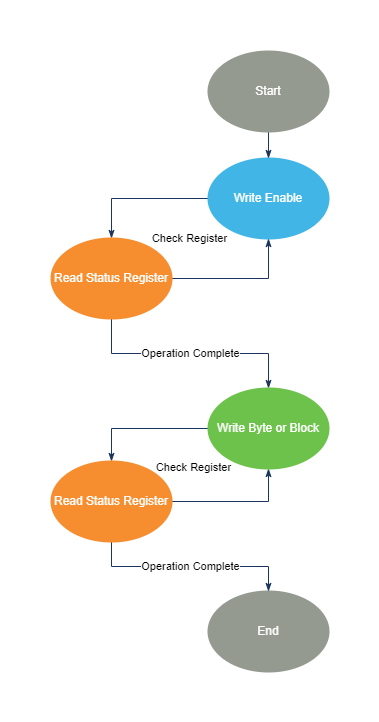 Start
Write Enable
Check Register
Read Status Register
Operation Complete
Write Byte or Block
Check Register
Read Status Register
Operation Complete
End